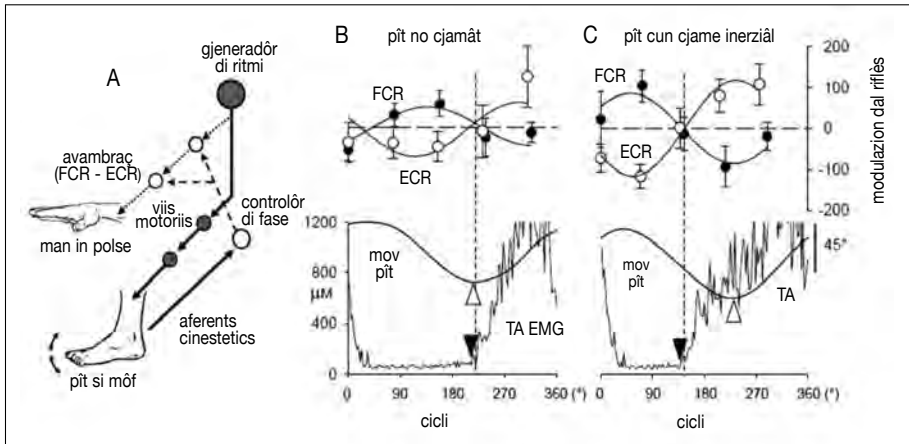 A
gjeneradôr
di ritmi
avambraç
(FCR - ECR)
viis
motoriis
controlôr
di fase
man in polse
aferents
cinestetics
pît si môf
B
pît no cjamât
FCR
ECR
1200
800
µM
400
0
mov
pît
TA EMG
0 90 180 270 360 (°)
cicli
C
pît cun cjame inerziâl
FCR
ECR
200
100
0
-100
-200
modulazion dal riflès
mov
pît
45°
TA
0 90 180 270 360 (°)
cicli